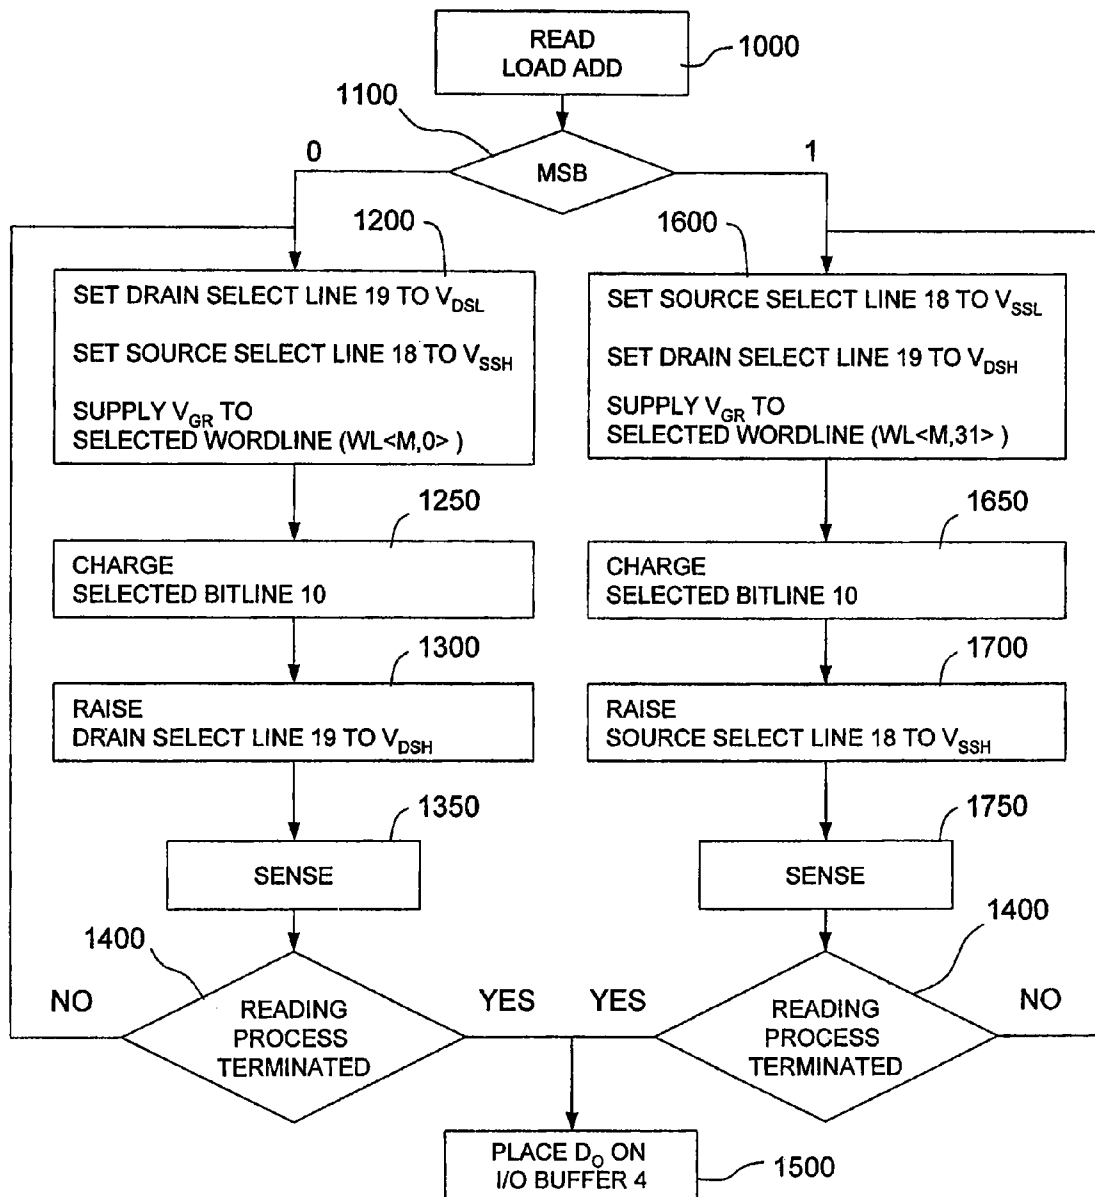 READ
LOAD ADD
1000
1100
0
MSB
1
1200
SET DRAIN SELECT LINE 19 TO V_DSL
SET SOURCE SELECT LINE 18 TO V_SSH
SUPPLY V_GR TO
SELECTED WORDLINE (WL<M,0> )
1600
SET SOURCE SELECT LINE 18 TO V_SSL
SET DRAIN SELECT LINE 19 TO V_DSH
SUPPLY V_GR TO
SELECTED WORDLINE (WL<M,31> )
1250
CHARGE
SELECTED BITLINE 10
1650
CHARGE
SELECTED BITLINE 10
1300
RAISE
DRAIN SELECT LINE 19 TO V_DSH
1700
RAISE
SOURCE SELECT LINE 18 TO V_SSH
1350
SENSE
1750
SENSE
1400
NO
READING
PROCESS
TERMINATED
YES
YES
READING
PROCESS
TERMINATED
1400
NO
PLACE D_O ON
I/O BUFFER 4
1500